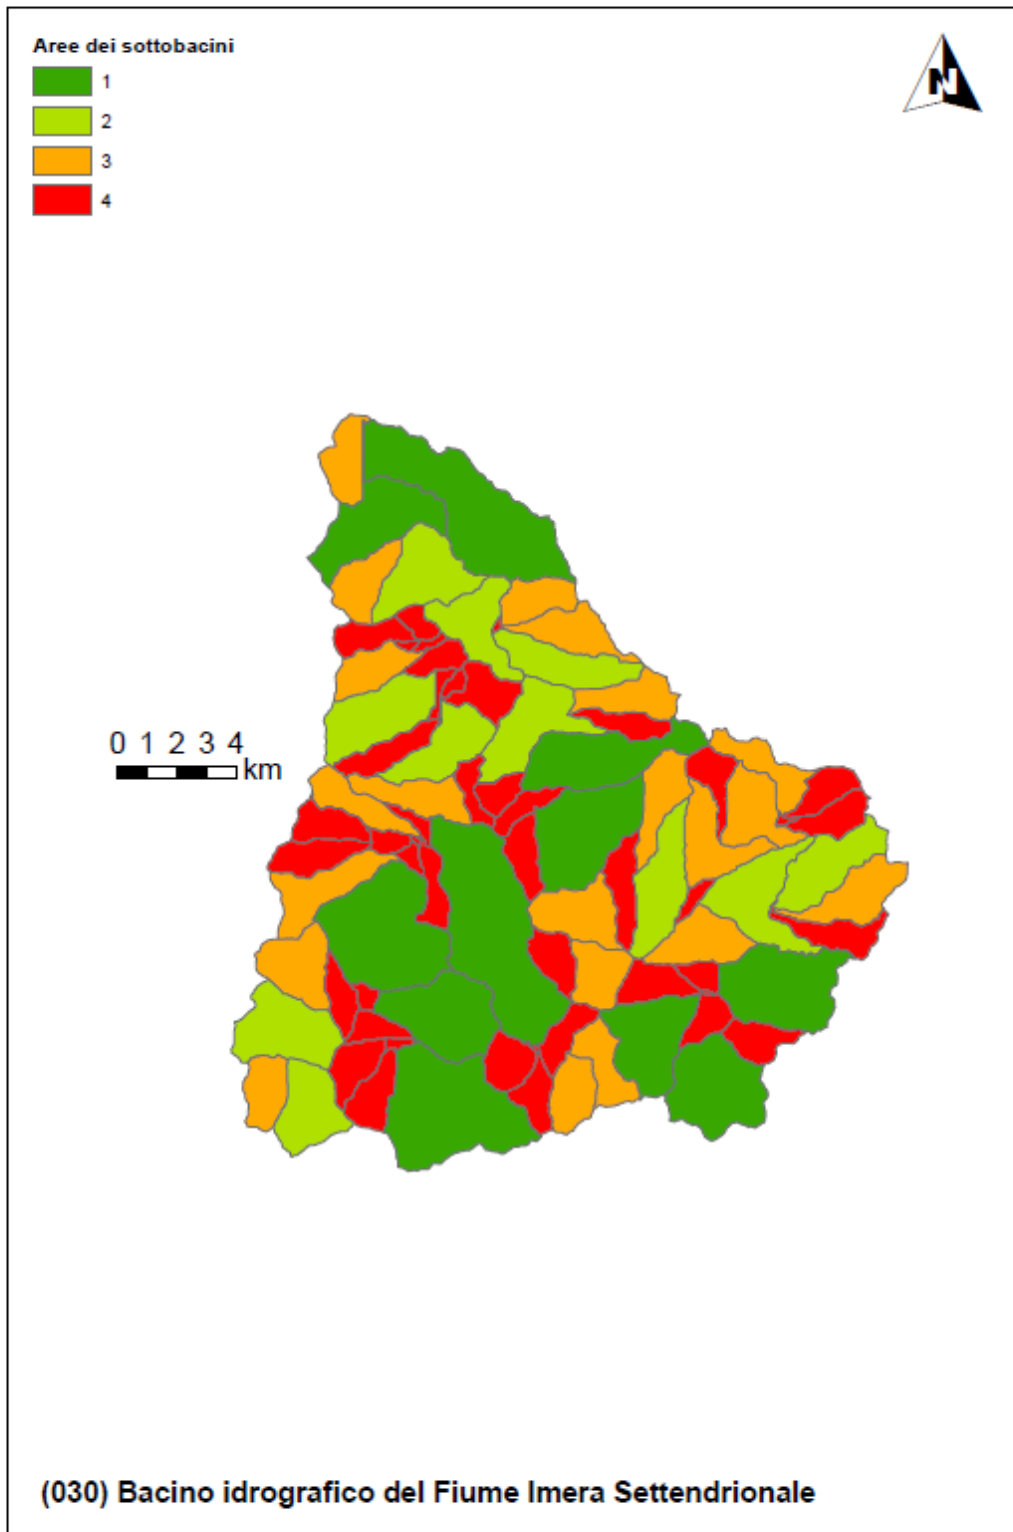 Aree dei sottobacini
1
2
3
4
N
0 1 2 3 4
km
(030) Bacino idrografico del Fiume Imera Settendrionale